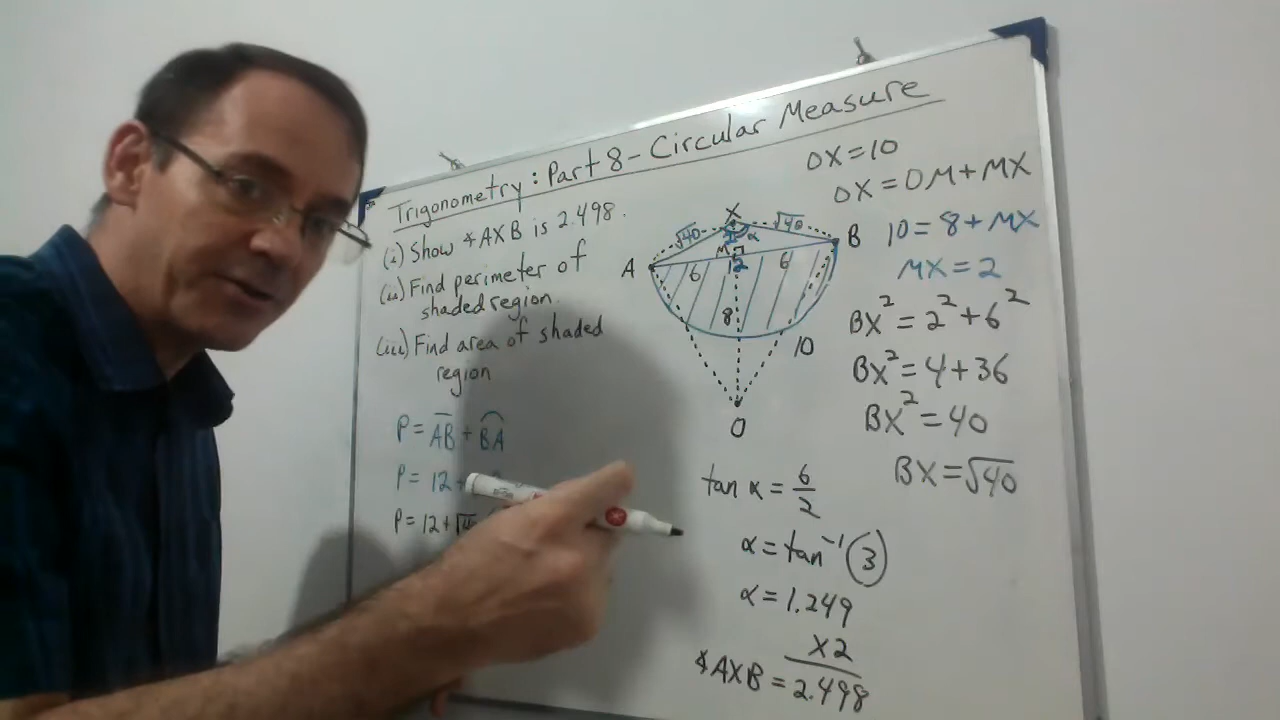 Trigonometry: Part 8 - Circular Measure
(i) Show ∢AXB is 2.498.
(ii) Find perimeter of
shaded region.
(iii) Find area of shaded
region
P = AB + BA
P = 12 +
P = 12 + √40
X
√40
√40
α
M
A
B
6
12
6
8
10
O
OX = 10
OX = OM + MX
10 = 8 + MX
MX = 2
BX² = 2² + 6²
BX² = 4 + 36
BX² = 40
BX = √40
tan α = 6/2
α = tan⁻¹(3)
α = 1.249
X2
∢AXB = 2.498